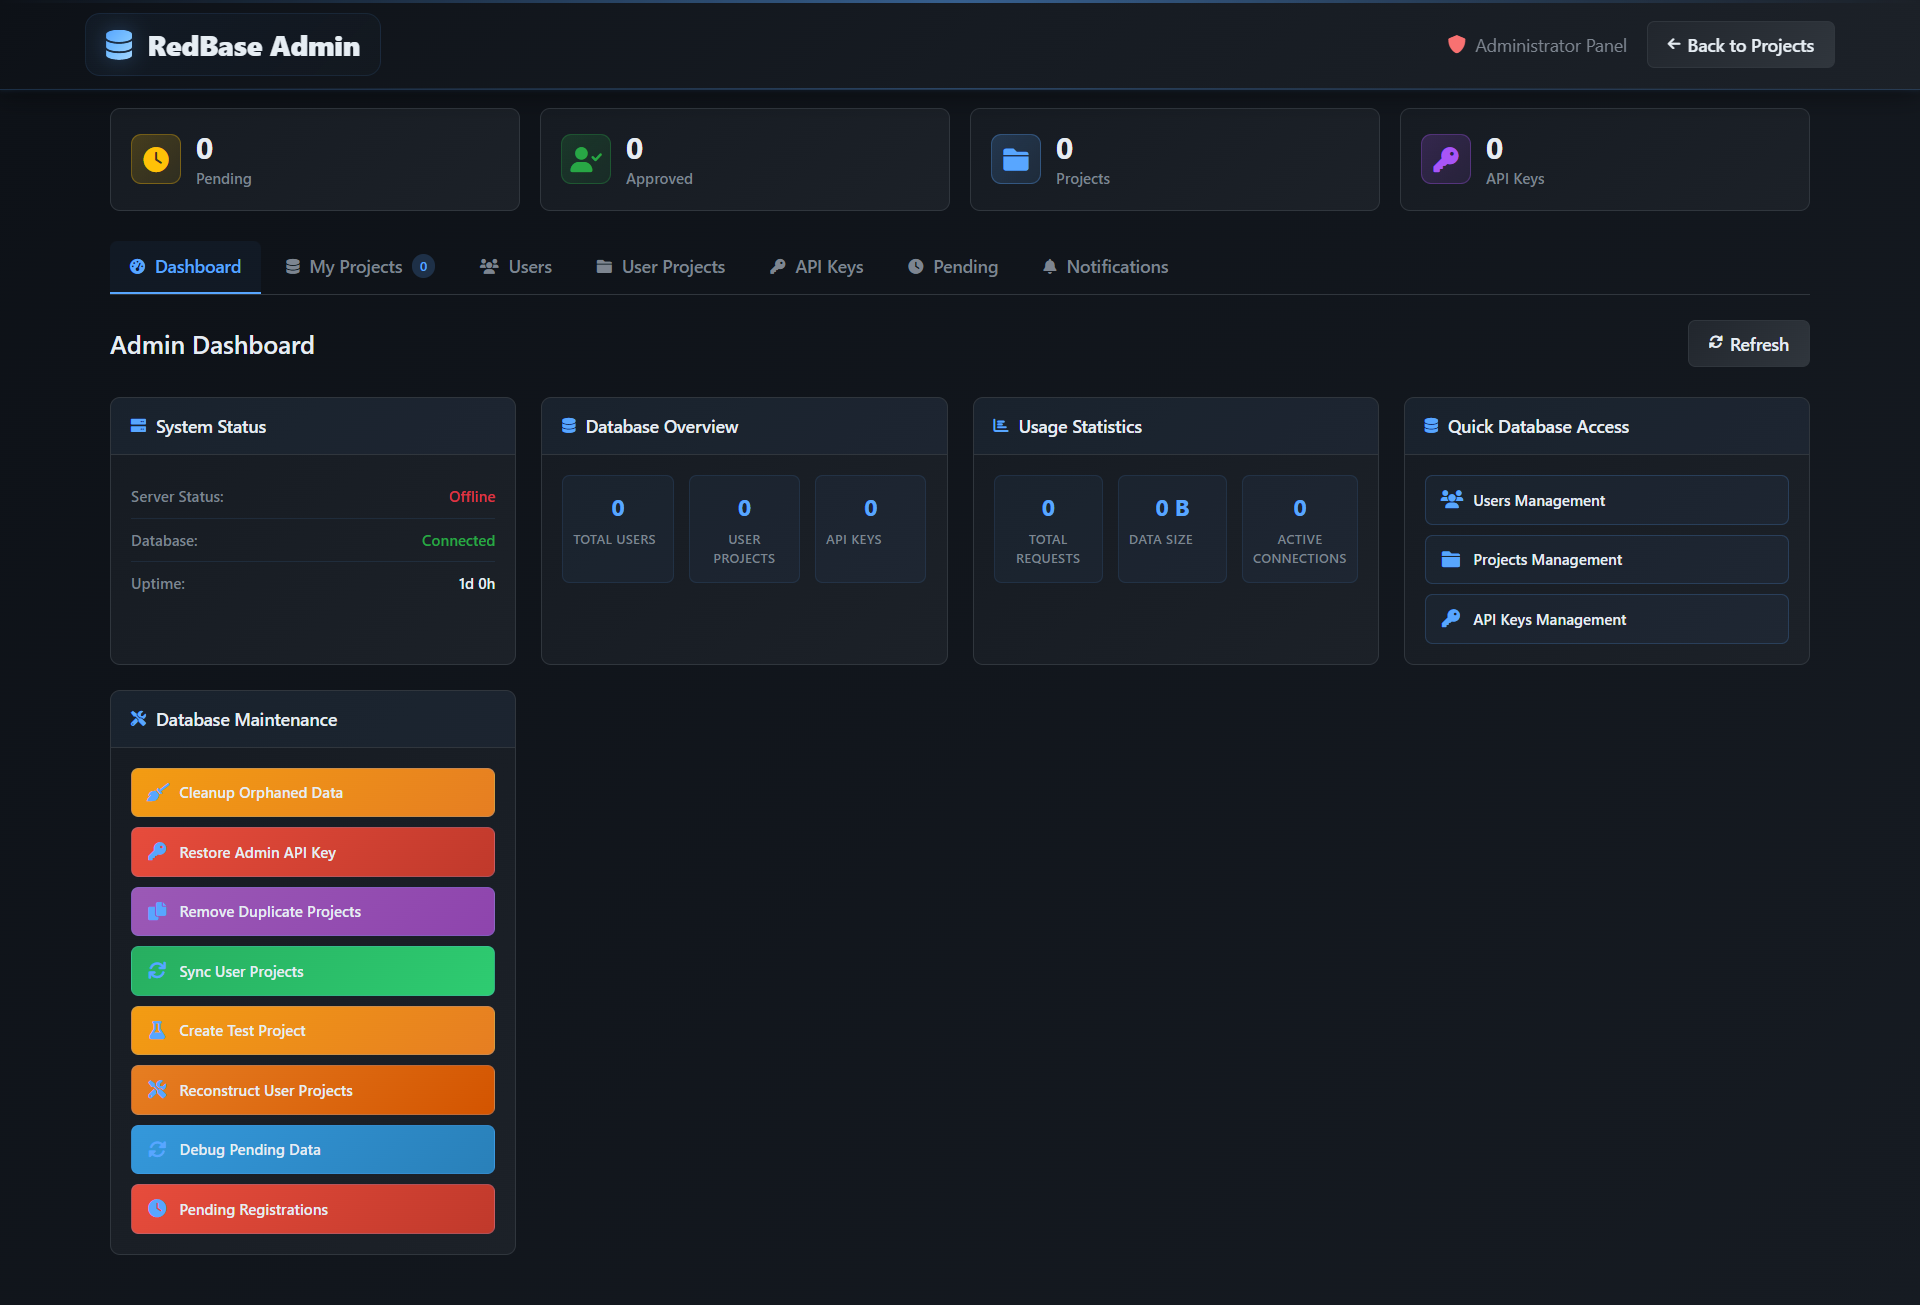 RedBase Admin
Administrator Panel
Back to Projects
0
Pending
0
Approved
0
Projects
0
API Keys
Dashboard
My Projects 0
Users
User Projects
API Keys
Pending
Notifications
Admin Dashboard
Refresh
System Status
Server Status: Offline
Database: Connected
Uptime: 1d 0h
Database Overview
0
TOTAL USERS
0
USER
PROJECTS
0
API KEYS
Usage Statistics
0
TOTAL
REQUESTS
0 B
DATA SIZE
0
ACTIVE
CONNECTIONS
Quick Database Access
Users Management
Projects Management
API Keys Management
Database Maintenance
Cleanup Orphaned Data
Restore Admin API Key
Remove Duplicate Projects
Sync User Projects
Create Test Project
Reconstruct User Projects
Debug Pending Data
Pending Registrations